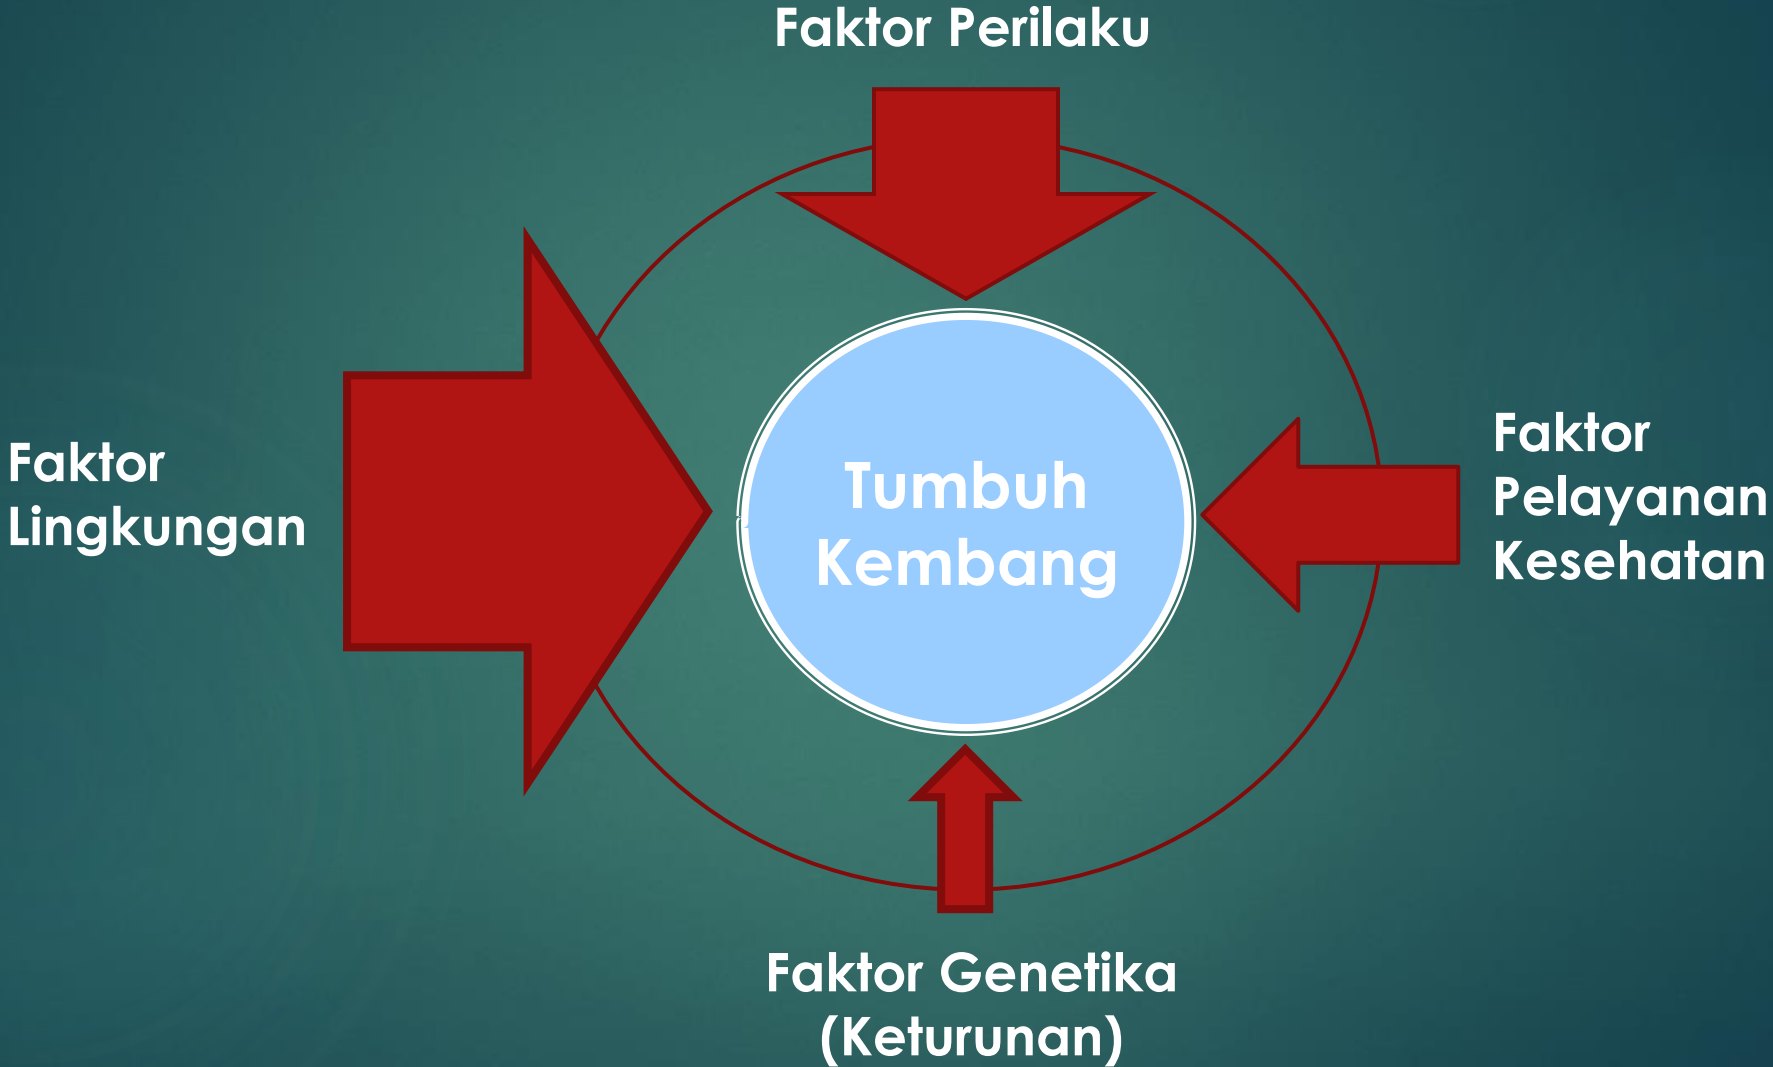 Faktor Perilaku
Faktor
Lingkungan
Tumbuh
Kembang
Faktor
Pelayanan
Kesehatan
Faktor Genetika
(Keturunan)